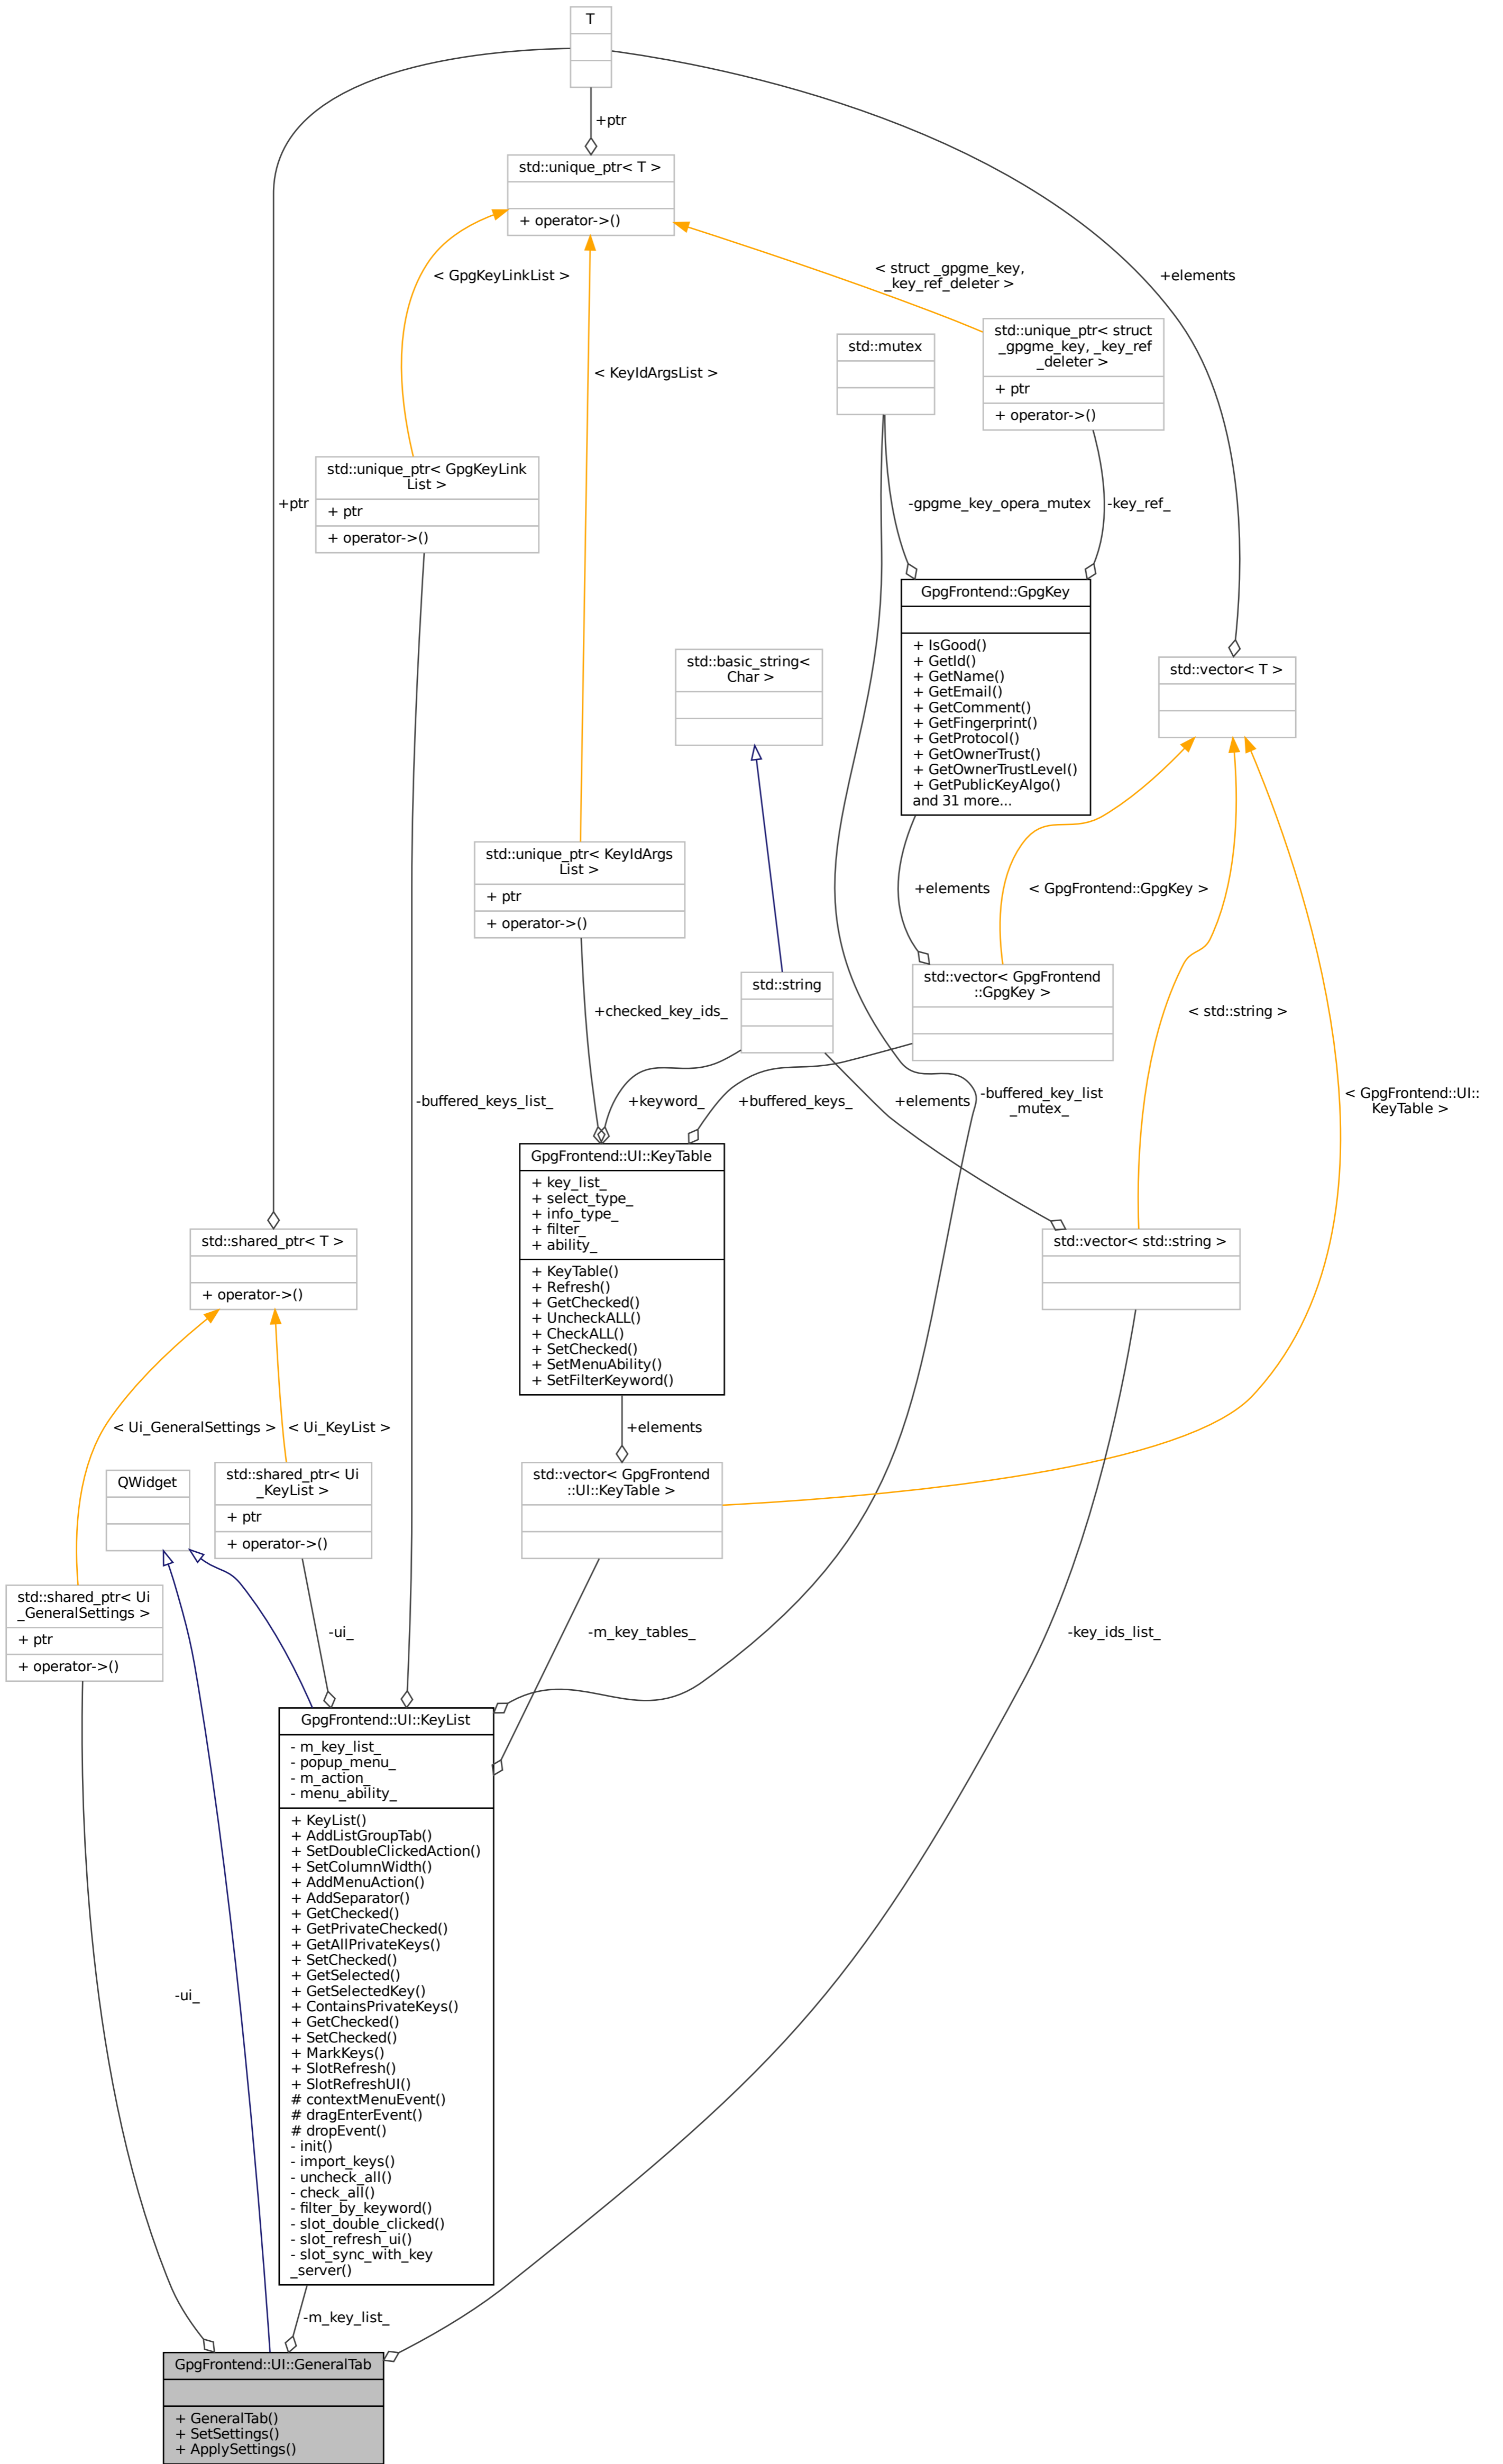 T
+ptr
std::unique_ptr< T >
+ operator->()
< GpgKeyLinkList >
< struct _gpgme_key,
_key_ref_deleter >
+elements
std::mutex
std::unique_ptr< struct
_gpgme_key, _key_ref
_deleter >
+ ptr
+ operator->()
< KeyIdArgsList >
std::unique_ptr< GpgKeyLink
List >
+ ptr
+ operator->()
+ptr
-gpgme_key_opera_mutex
-key_ref_
GpgFrontend::GpgKey
+ IsGood()
+ GetId()
+ GetName()
+ GetEmail()
+ GetComment()
+ GetFingerprint()
+ GetProtocol()
+ GetOwnerTrust()
+ GetOwnerTrustLevel()
+ GetPublicKeyAlgo()
and 31 more...
std::basic_string<
Char >
std::vector< T >
std::unique_ptr< KeyIdArgs
List >
+ ptr
+ operator->()
+elements
< GpgFrontend::GpgKey >
std::string
std::vector< GpgFrontend
::GpgKey >
+checked_key_ids_
< std::string >
-buffered_keys_list_
+keyword_
+buffered_keys_
+elements
-buffered_key_list
_mutex_
< GpgFrontend::UI::
KeyTable >
GpgFrontend::UI::KeyTable
+ key_list_
+ select_type_
+ info_type_
+ filter_
+ ability_
+ KeyTable()
+ Refresh()
+ GetChecked()
+ UncheckALL()
+ CheckALL()
+ SetChecked()
+ SetMenuAbility()
+ SetFilterKeyword()
std::shared_ptr< T >
+ operator->()
std::vector< std::string >
< Ui_GeneralSettings >
< Ui_KeyList >
+elements
QWidget
std::shared_ptr< Ui
_KeyList >
+ ptr
+ operator->()
std::vector< GpgFrontend
::UI::KeyTable >
std::shared_ptr< Ui
_GeneralSettings >
+ ptr
+ operator->()
-ui_
-m_key_tables_
-key_ids_list_
GpgFrontend::UI::KeyList
- m_key_list_
- popup_menu_
- m_action_
- menu_ability_
+ KeyList()
+ AddListGroupTab()
+ SetDoubleClickedAction()
+ SetColumnWidth()
+ AddMenuAction()
+ AddSeparator()
+ GetChecked()
+ GetPrivateChecked()
+ GetAllPrivateKeys()
+ SetChecked()
+ GetSelected()
+ GetSelectedKey()
+ ContainsPrivateKeys()
+ GetChecked()
+ SetChecked()
+ MarkKeys()
+ SlotRefresh()
+ SlotRefreshUI()
# contextMenuEvent()
# dragEnterEvent()
# dropEvent()
- init()
- import_keys()
- uncheck_all()
- check_all()
- filter_by_keyword()
- slot_double_clicked()
- slot_refresh_ui()
- slot_sync_with_key
_server()
-ui_
-m_key_list_
GpgFrontend::UI::GeneralTab
+ GeneralTab()
+ SetSettings()
+ ApplySettings()